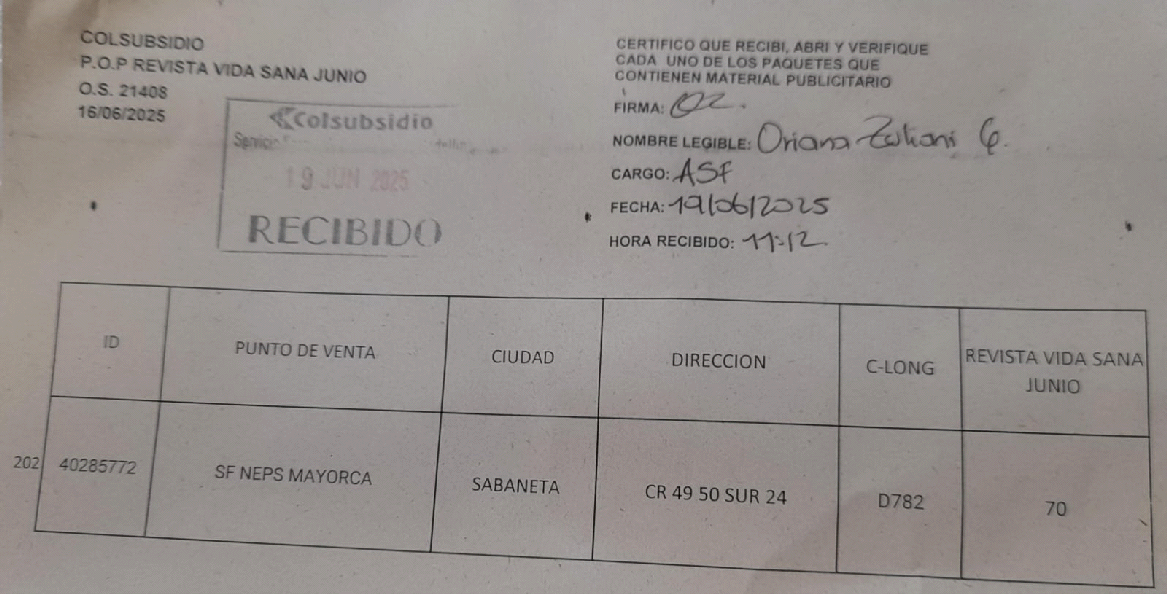 COLSUBSIDIO
P.O.P REVISTA VIDA SANA JUNIO
O.S. 21408
16/06/2025
Colsubsidio
19 JUN 2025
RECIBIDO
CERTIFICO QUE RECIBI, ABRI Y VERIFIQUE
CADA UNO DE LOS PAQUETES QUE
CONTIENEN MATERIAL PUBLICITARIO
FIRMA:
NOMBRE LEGIBLE: Oriana Zuliani G.
CARGO: ASF
FECHA: 19/06/2025
HORA RECIBIDO: 11:12.
ID PUNTO DE VENTA CIUDAD DIRECCION C-LONG REVISTA VIDA SANA
JUNIO
202 40285772 SF NEPS MAYORCA SABANETA CR 49 50 SUR 24 D782 70